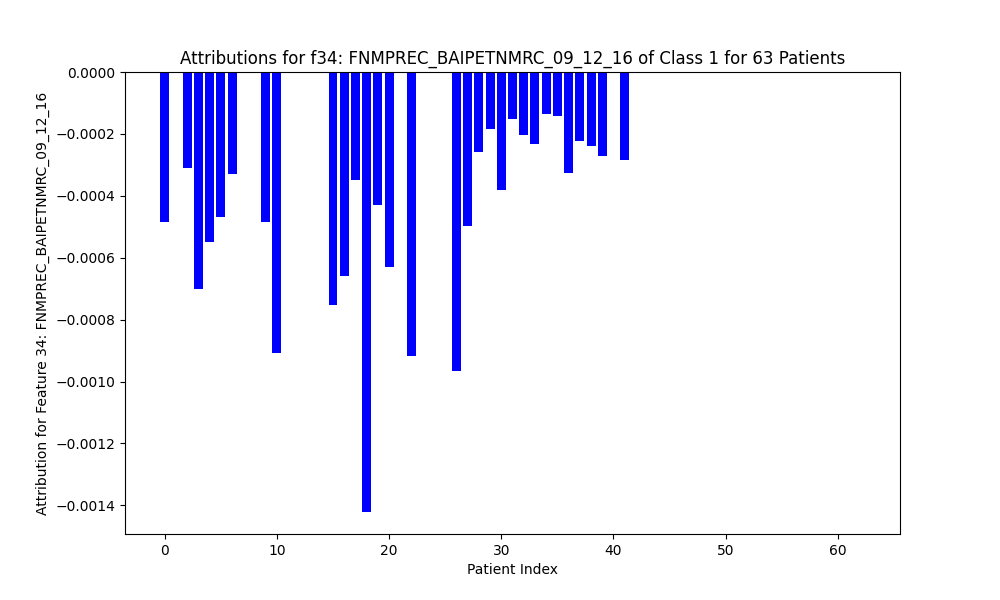 Attributions for f34: FNMPREC_BAIPETNMRC_09_12_16 of Class 1 for 63 Patients
Attribution for Feature 34: FNMPREC_BAIPETNMRC_09_12_16
0.0000
−0.0002
−0.0004
−0.0006
−0.0008
−0.0010
−0.0012
−0.0014
0 10 20 30 40 50 60
Patient Index